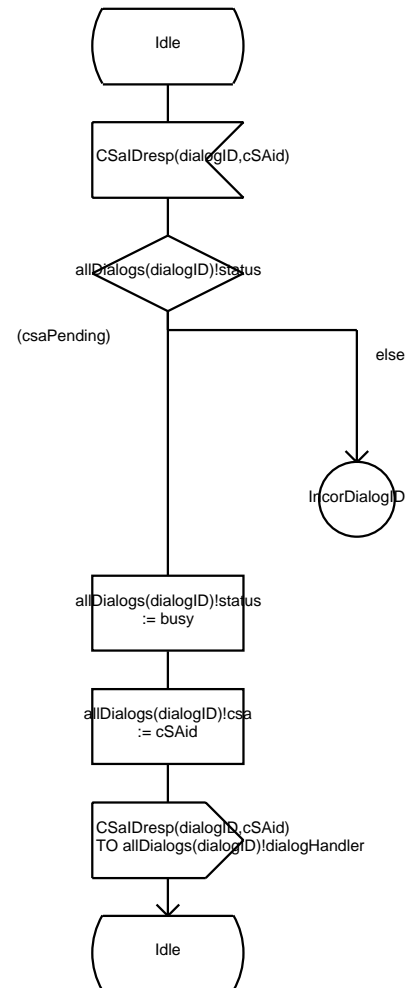 Idle
CSaIDresp(dialogID,cSAid)
allDialogs(dialogID)!status
(csaPending)
else
IncorDialogID
allDialogs(dialogID)!status
:= busy
allDialogs(dialogID)!csa
:= cSAid
CSaIDresp(dialogID,cSAid)
TO allDialogs(dialogID)!dialogHandler
Idle